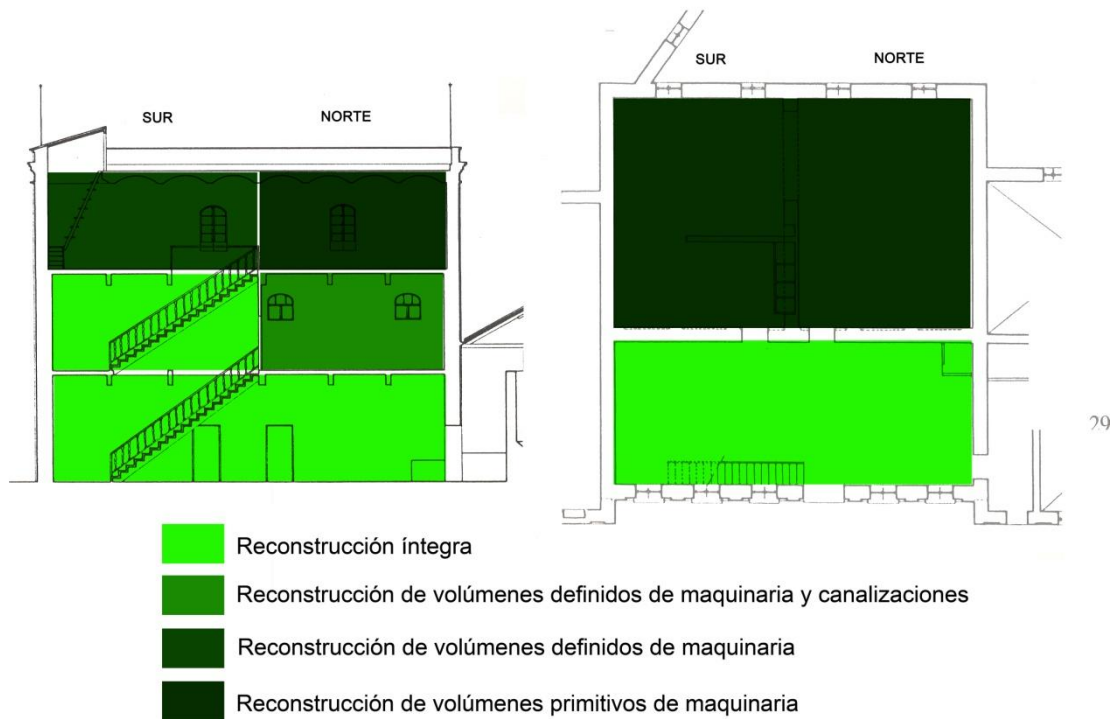 SUR NORTE
SUR NORTE
29
Reconstrucción íntegra
Reconstrucción de volúmenes definidos de maquinaria y canalizaciones
Reconstrucción de volúmenes definidos de maquinaria
Reconstrucción de volúmenes primitivos de maquinaria